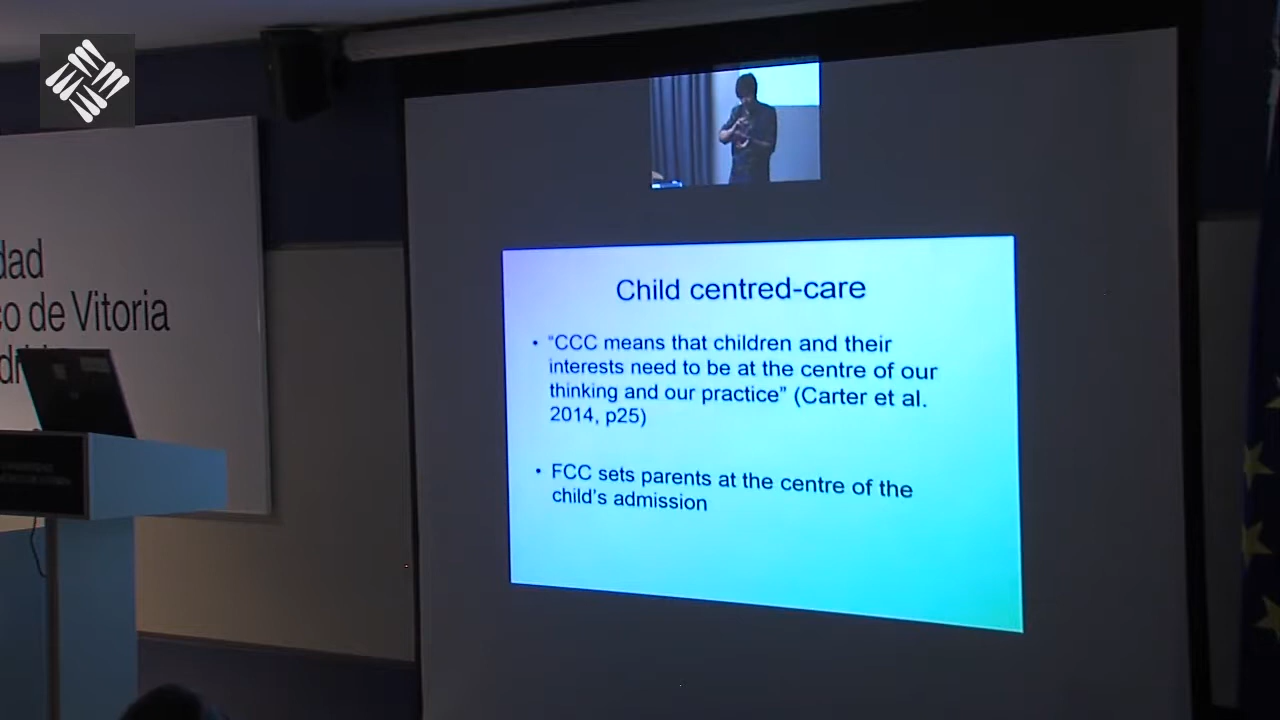 dad
co de Vitoria
Child centred-care
• “CCC means that children and their
interests need to be at the centre of our
thinking and our practice” (Carter et al.
2014, p25)
• FCC sets parents at the centre of the
child’s admission